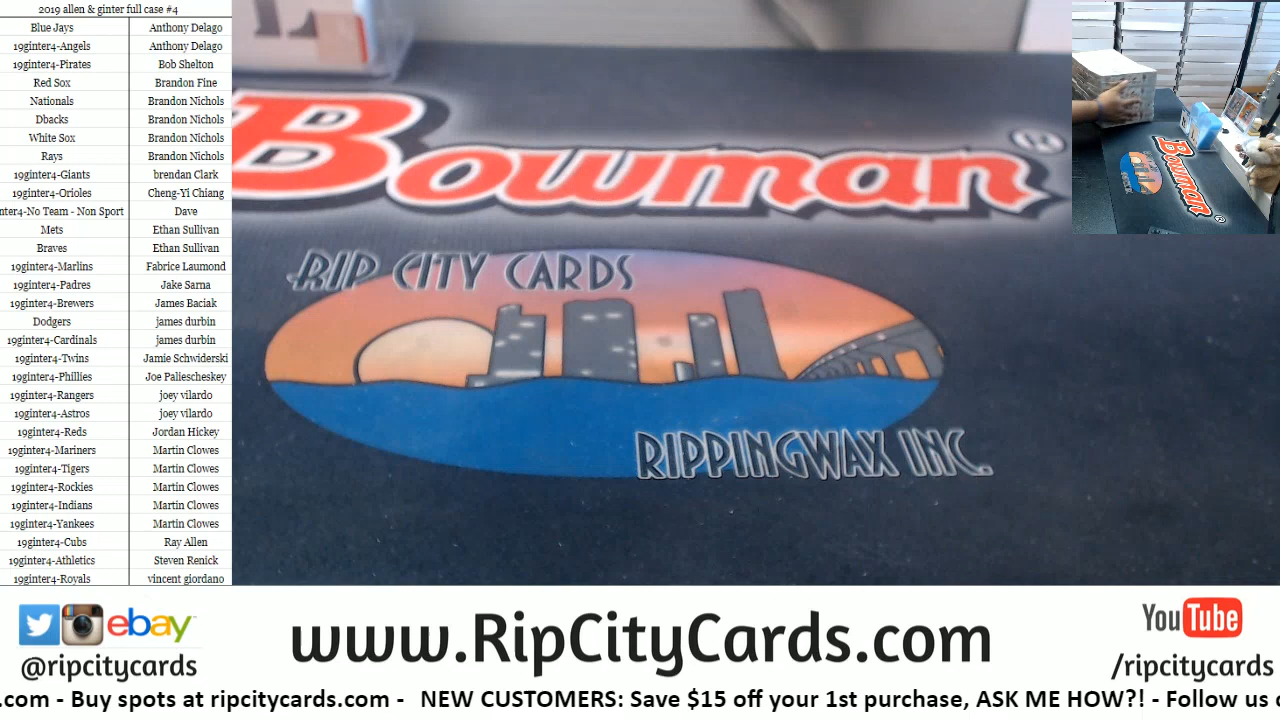 2019 allen & ginter full case #4
Blue Jays Anthony Delago
19ginter4-Angels Anthony Delago
19ginter4-Pirates Bob Shelton
Red Sox Brandon Fine
Nationals Brandon Nichols
Dbacks Brandon Nichols
White Sox Brandon Nichols
Rays Brandon Nichols
19ginter4-Giants brendan Clark
19ginter4-Orioles Cheng-Yi Chiang
nter4-No Team - Non Sport Dave
Mets Ethan Sullivan
Braves Ethan Sullivan
19ginter4-Marlins Fabrice Laumond
19ginter4-Padres Jake Sarna
19ginter4-Brewers James Baciak
Dodgers james durbin
19ginter4-Cardinals james durbin
19ginter4-Twins Jamie Schwiderski
19ginter4-Phillies Joe Paliescheskey
19ginter4-Rangers joey vilardo
19ginter4-Astros joey vilardo
19ginter4-Reds Jordan Hickey
19ginter4-Mariners Martin Clowes
19ginter4-Tigers Martin Clowes
19ginter4-Rockies Martin Clowes
19ginter4-Indians Martin Clowes
19ginter4-Yankees Martin Clowes
19ginter4-Cubs Ray Allen
19ginter4-Athletics Steven Renick
19ginter4-Royals vincent giordano
Bowman®
RIP CITY CARDS
RIPPINGWAX INC.
Bowman®
ebay
@ripcitycards
www.RipCityCards.com
YouTube
/ripcitycards
.com - Buy spots at ripcitycards.com - NEW CUSTOMERS: Save $15 off your 1st purchase, ASK ME HOW?! - Follow us